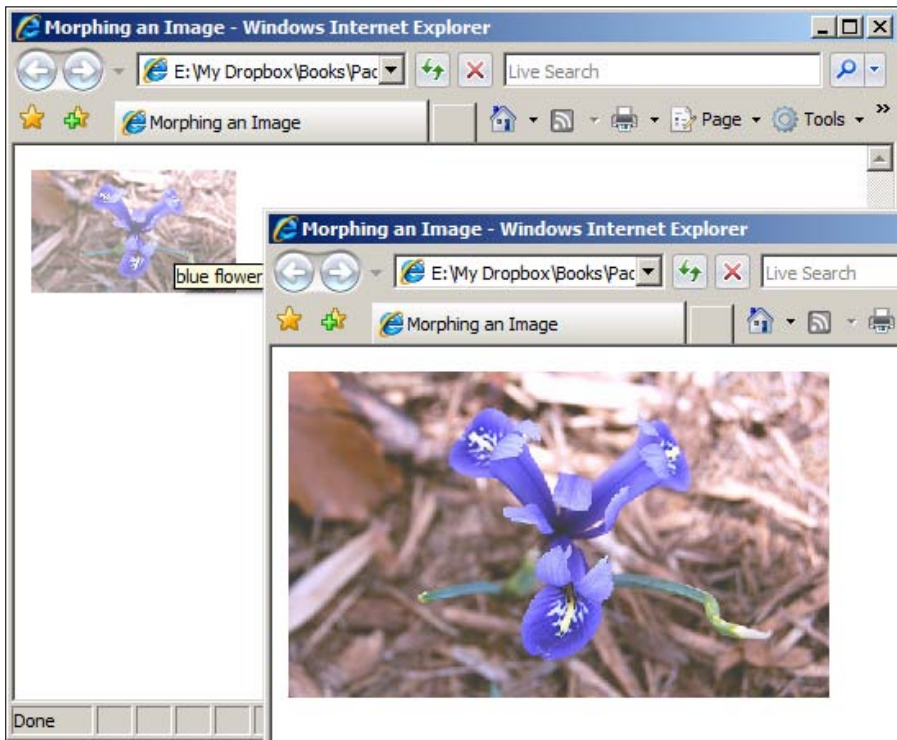 Morphing an Image - Windows Internet Explorer
E:\My Dropbox\Books\Pac
Live Search
Morphing an Image
Page
Tools
»
blue flower
Morphing an Image - Windows Internet Explorer
E:\My Dropbox\Books\Pac
Live Search
Morphing an Image
Done